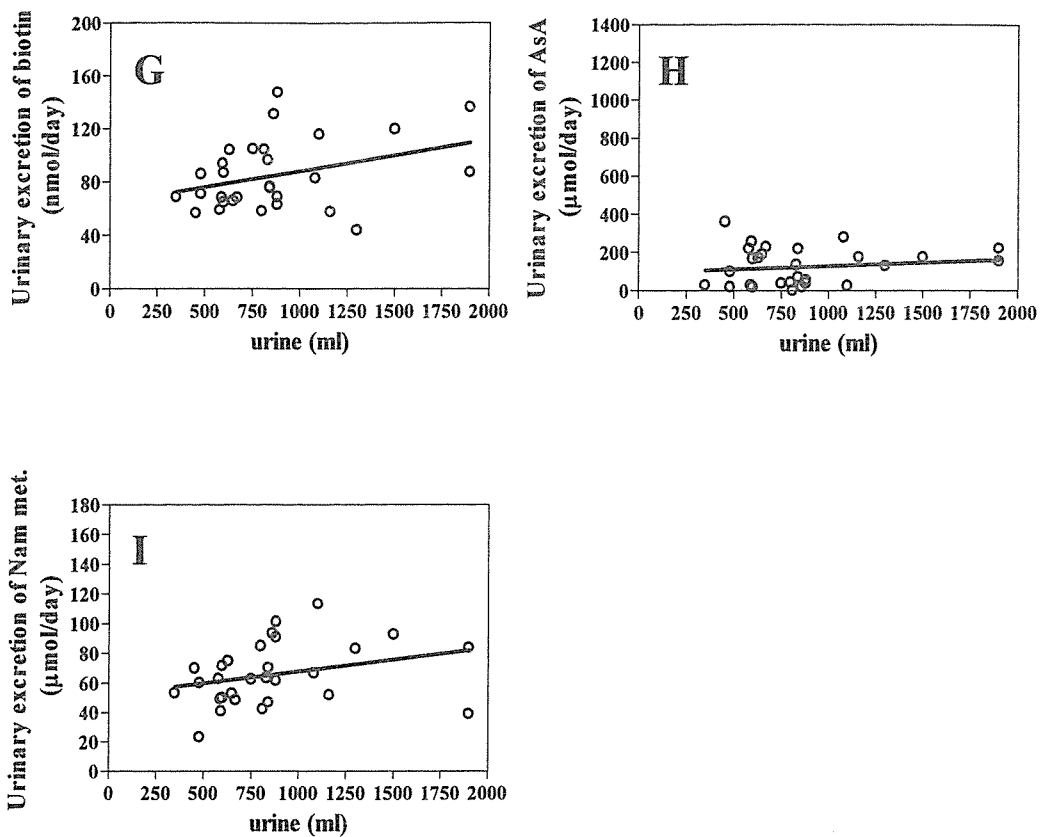 Urinary excretion of biotin
(nmol/day)
200
160
120
80
40
0
G
0 250 500 750 1000 1250 1500 1750 2000
urine (ml)
Urinary excretion of AsA
(μmol/day)
1400
1200
1000
800
600
400
200
0
H
0 250 500 750 1000 1250 1500 1750 2000
urine (ml)
Urinary excretion of Nam met.
(μmol/day)
180
160
140
120
100
80
60
40
20
0
I
0 250 500 750 1000 1250 1500 1750 2000
urine (ml)